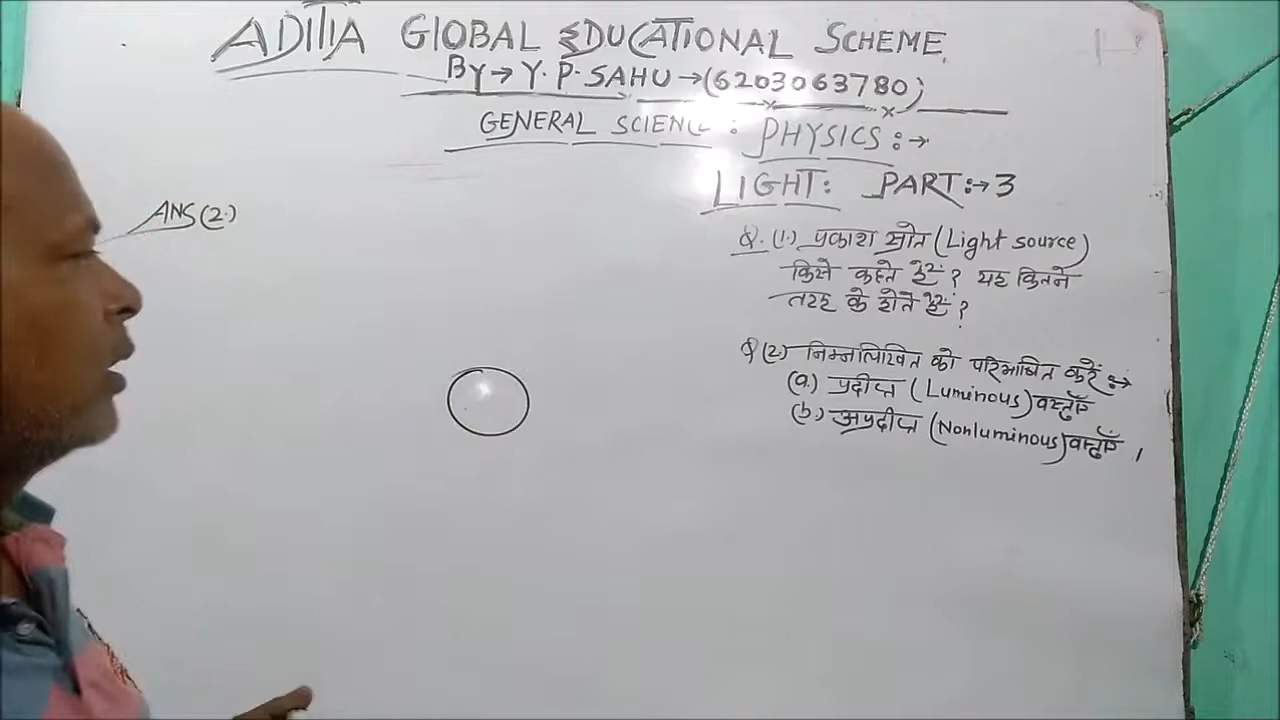 ADITIA GLOBAL EDUCATIONAL SCHEME.
BY → Y. P. SAHU → (6203063780)
GENERAL SCIENCE : PHYSICS : →
LIGHT : PART : → 3
ANS (2.)
Q. (1.) प्रकाश स्रोत (Light source)
किसे कहते हैं ? यह कितने
तरह के होते हैं ?
Q (2.) निम्नलिखित को परिभाषित करें : →
(a.) प्रदीप्त (Luminous) वस्तुएँ
(b.) अप्रदीप्त (Nonluminous) वस्तुएँ ।